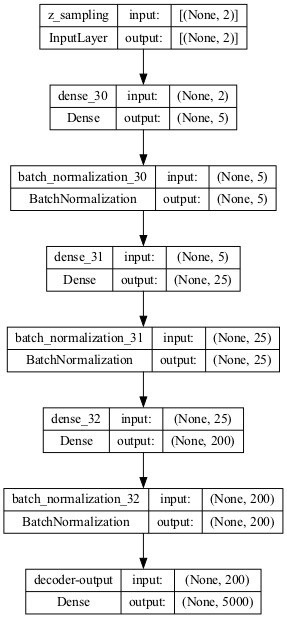 z_sampling input: [(None, 2)]
InputLayer output: [(None, 2)]
dense_30 input: (None, 2)
Dense output: (None, 5)
batch_normalization_30 input: (None, 5)
BatchNormalization output: (None, 5)
dense_31 input: (None, 5)
Dense output: (None, 25)
batch_normalization_31 input: (None, 25)
BatchNormalization output: (None, 25)
dense_32 input: (None, 25)
Dense output: (None, 200)
batch_normalization_32 input: (None, 200)
BatchNormalization output: (None, 200)
decoder-output input: (None, 200)
Dense output: (None, 5000)